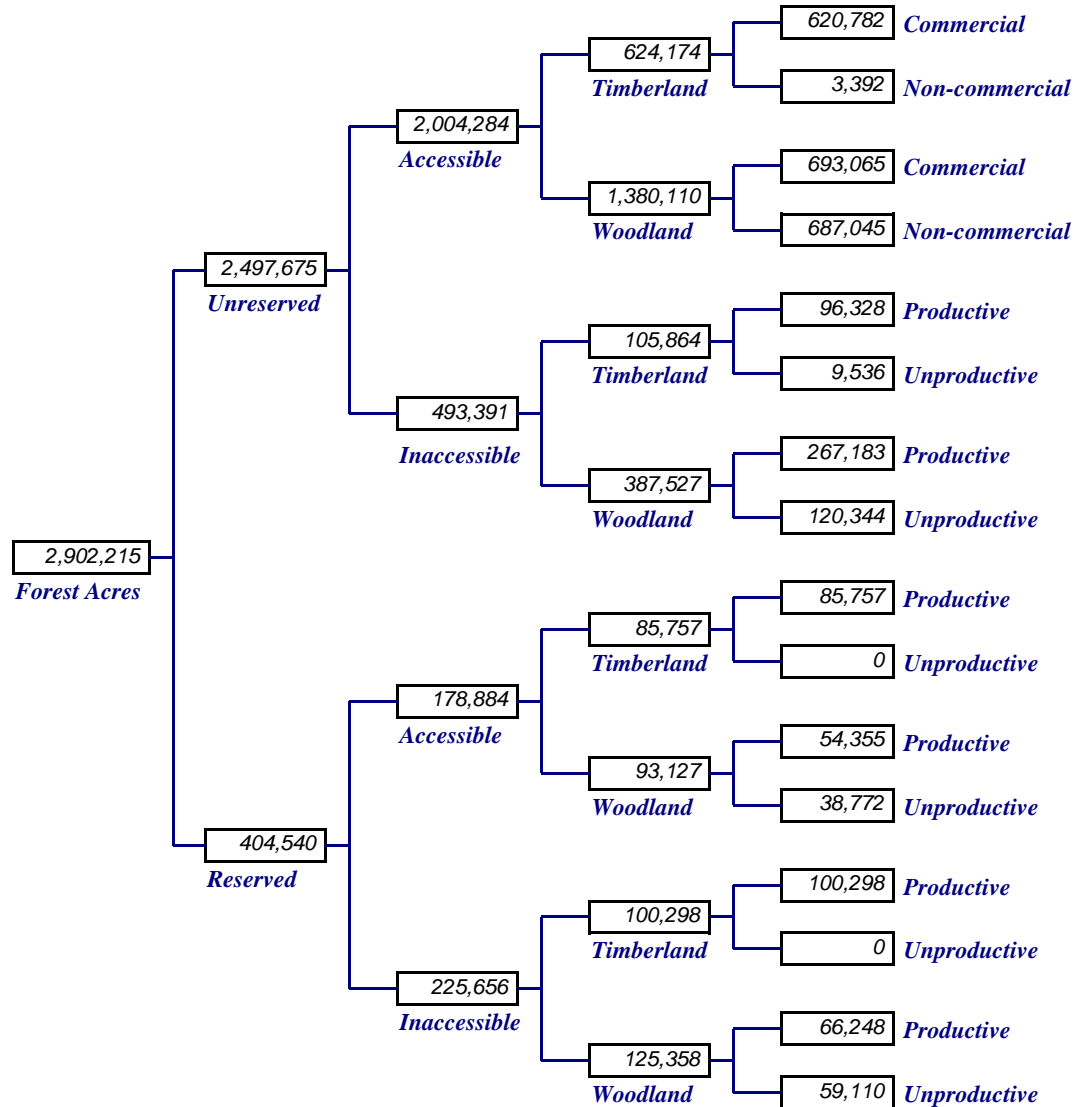 620,782 Commercial
624,174
Timberland
3,392 Non-commercial
2,004,284
Accessible
693,065 Commercial
1,380,110
Woodland
687,045 Non-commercial
2,497,675
Unreserved
96,328 Productive
105,864
Timberland
9,536 Unproductive
493,391
Inaccessible
267,183 Productive
387,527
Woodland
120,344 Unproductive
2,902,215
Forest Acres
85,757 Productive
85,757
Timberland
0 Unproductive
178,884
Accessible
54,355 Productive
93,127
Woodland
38,772 Unproductive
404,540
Reserved
100,298 Productive
100,298
Timberland
0 Unproductive
225,656
Inaccessible
66,248 Productive
125,358
Woodland
59,110 Unproductive